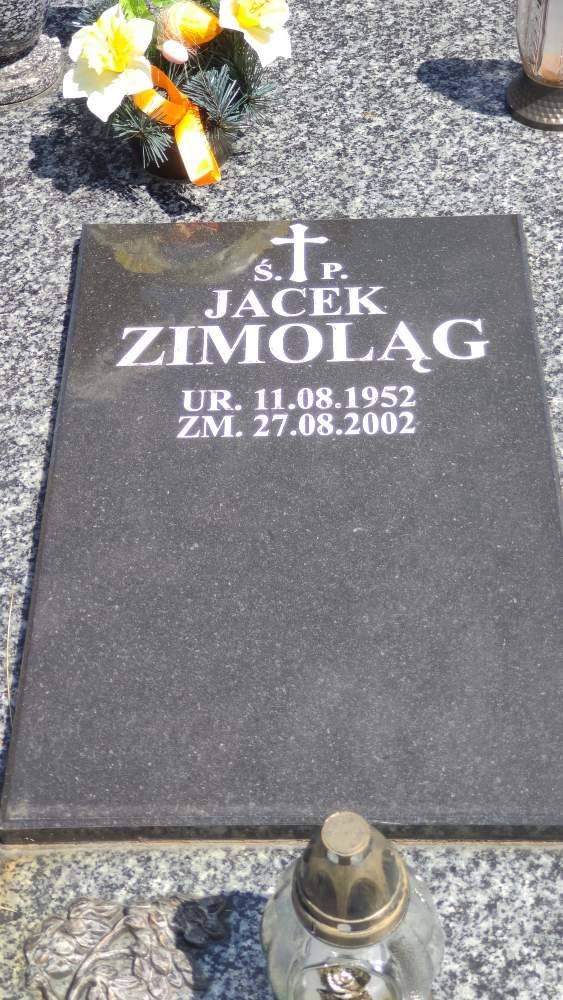 Ś. P.
JACEK
ZIMOLĄG
UR. 11.08.1952
ZM. 27.08.2002